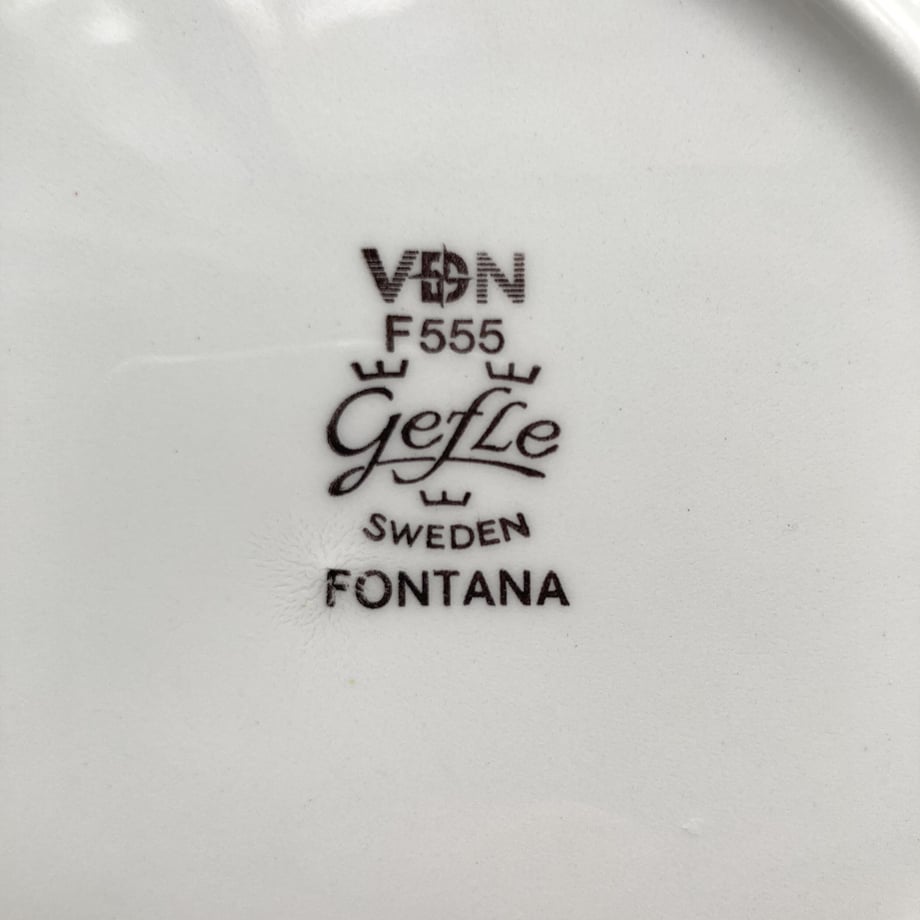 VDN
F555
Gefle
SWEDEN
FONTANA